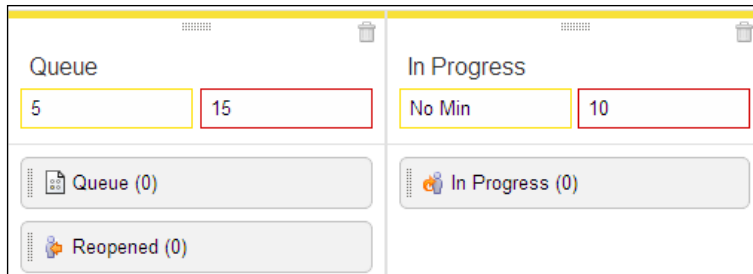 Queue
5
15
Queue (0)
Reopened (0)
In Progress
No Min
10
In Progress (0)